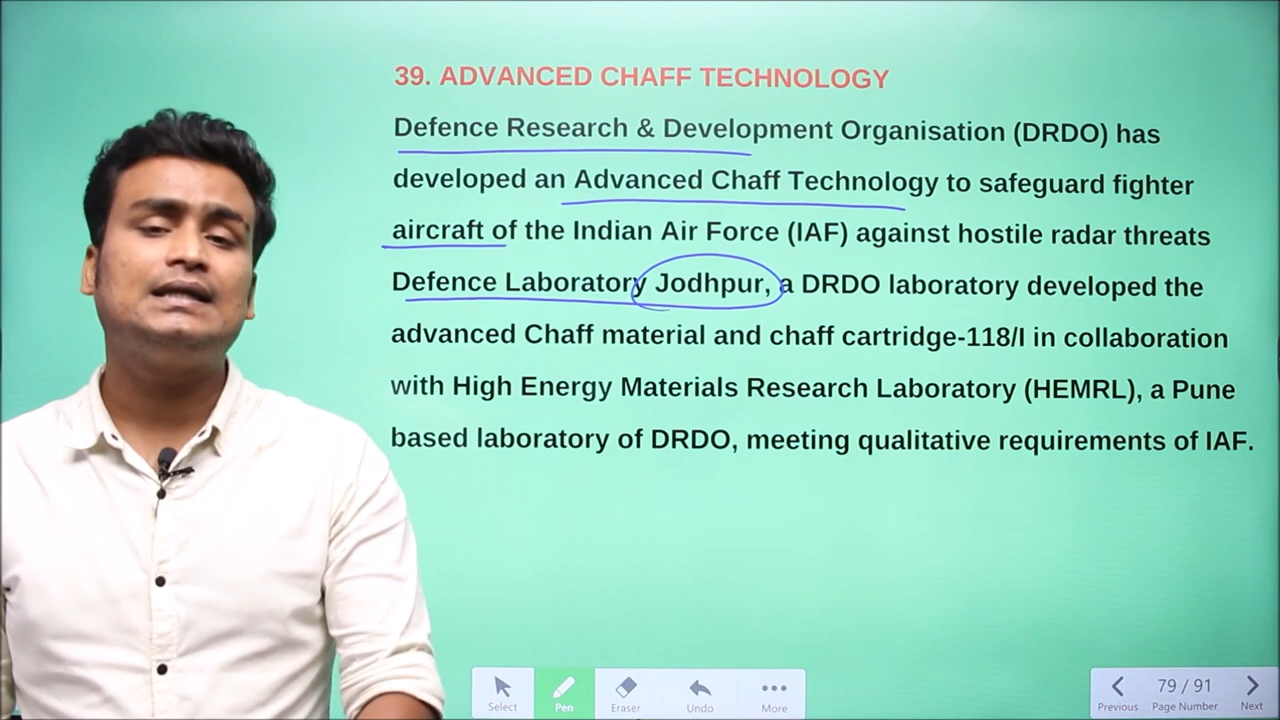 39. ADVANCED CHAFF TECHNOLOGY
Defence Research & Development Organisation (DRDO) has
developed an Advanced Chaff Technology to safeguard fighter
aircraft of the Indian Air Force (IAF) against hostile radar threats
Defence Laboratory Jodhpur, a DRDO laboratory developed the
advanced Chaff material and chaff cartridge-118/I in collaboration
with High Energy Materials Research Laboratory (HEMRL), a Pune
based laboratory of DRDO, meeting qualitative requirements of IAF.
Select Pen Eraser Undo More
Previous 79 / 91 Page Number Next